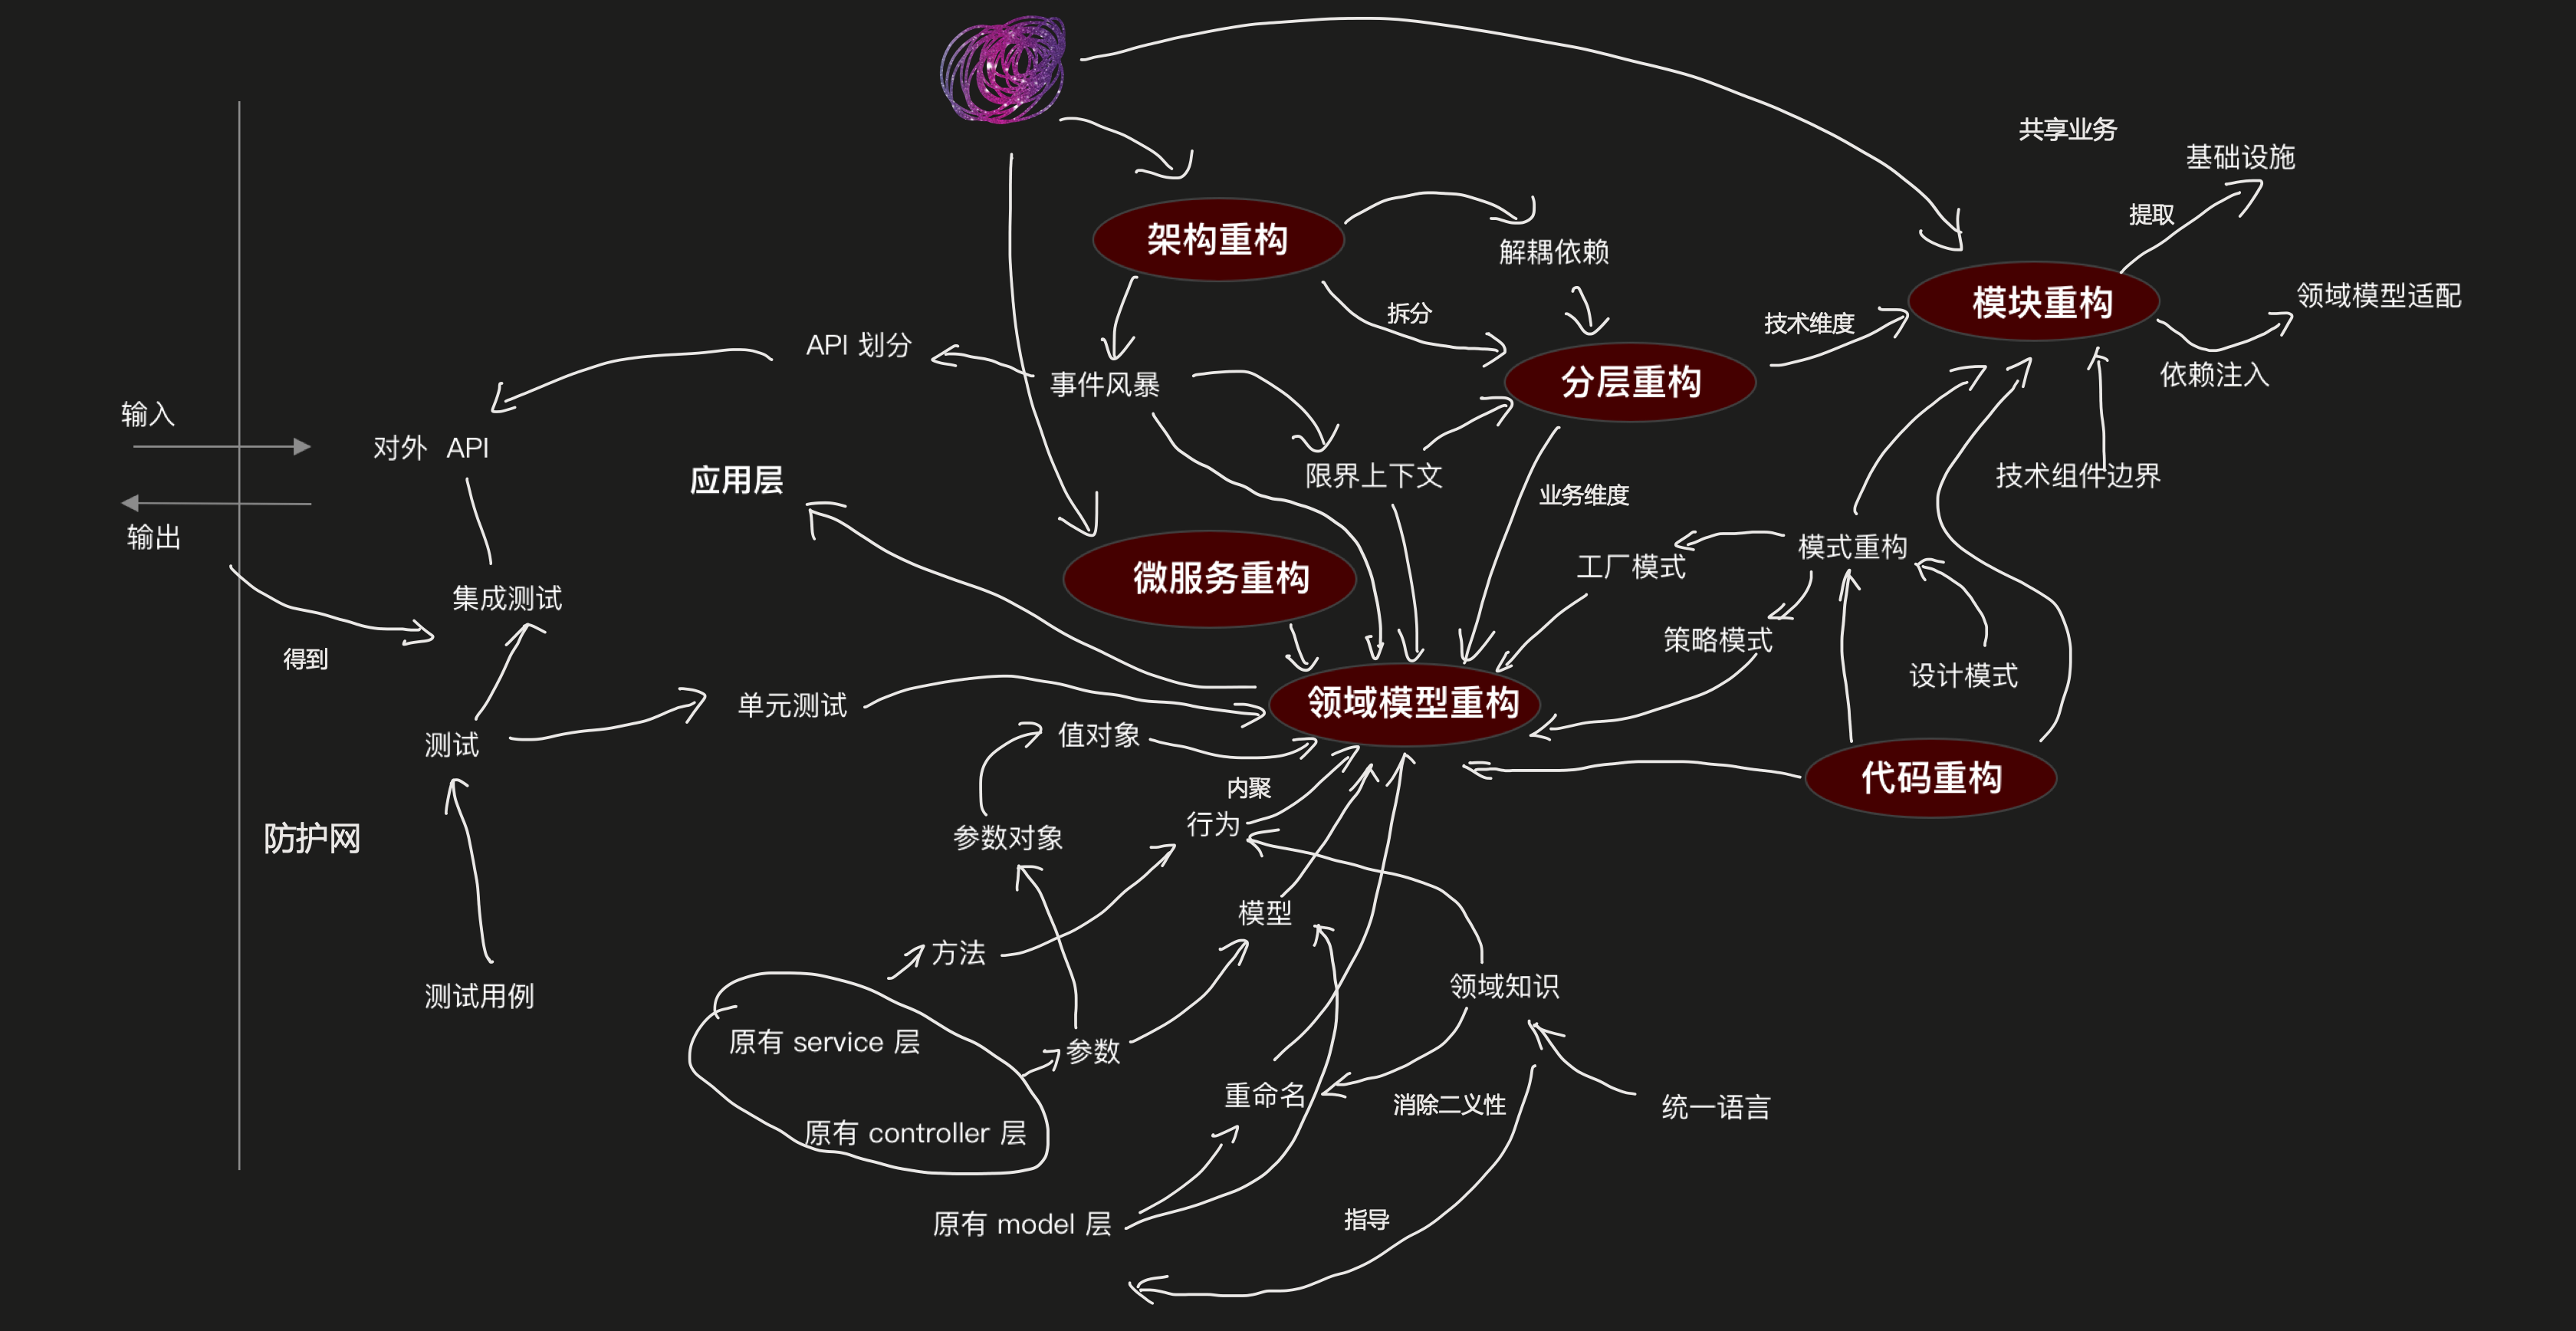 共享业务
基础设施
提取
架构重构
解耦依赖
模块重构
领域模型适配
拆分
技术维度
API 划分
事件风暴
分层重构
依赖注入
输入
对外 API
应用层
限界上下文
业务维度
技术组件边界
输出
微服务重构
工厂模式
模式重构
集成测试
策略模式
得到
设计模式
单元测试
领域模型重构
测试
值对象
代码重构
内聚
防护网
参数对象
行为
模型
方法
测试用例
领域知识
原有 service 层
参数
重命名
消除二义性
统一语言
原有 controller 层
原有 model 层
指导